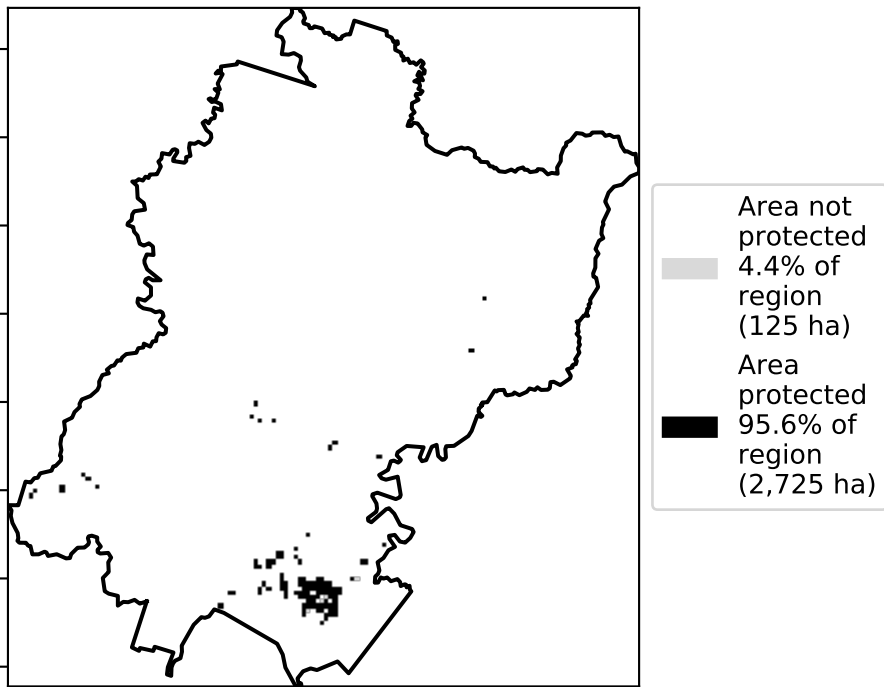 Area not
protected
4.4% of
region
(125 ha)
Area
protected
95.6% of
region
(2,725 ha)